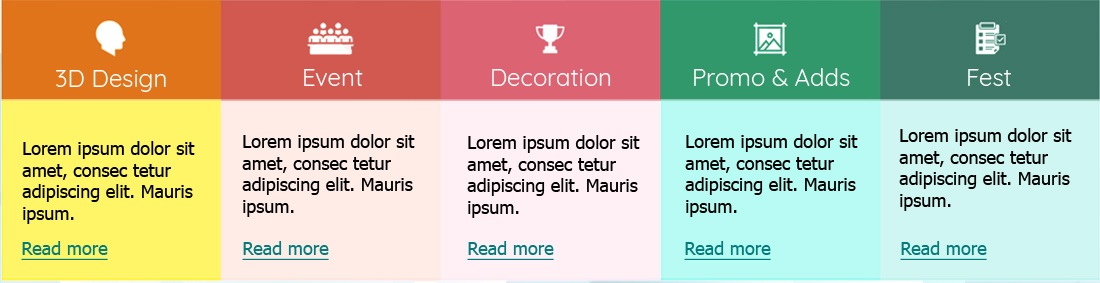 3D Design
Lorem ipsum dolor sit
amet, consec tetur
adipiscing elit. Mauris
ipsum.
Read more
Event
Lorem ipsum dolor sit
amet, consec tetur
adipiscing elit. Mauris
ipsum.
Read more
Decoration
Lorem ipsum dolor sit
amet, consec tetur
adipiscing elit. Mauris
ipsum.
Read more
Promo & Adds
Lorem ipsum dolor sit
amet, consec tetur
adipiscing elit. Mauris
ipsum.
Read more
Fest
Lorem ipsum dolor sit
amet, consec tetur
adipiscing elit. Mauris
ipsum.
Read more